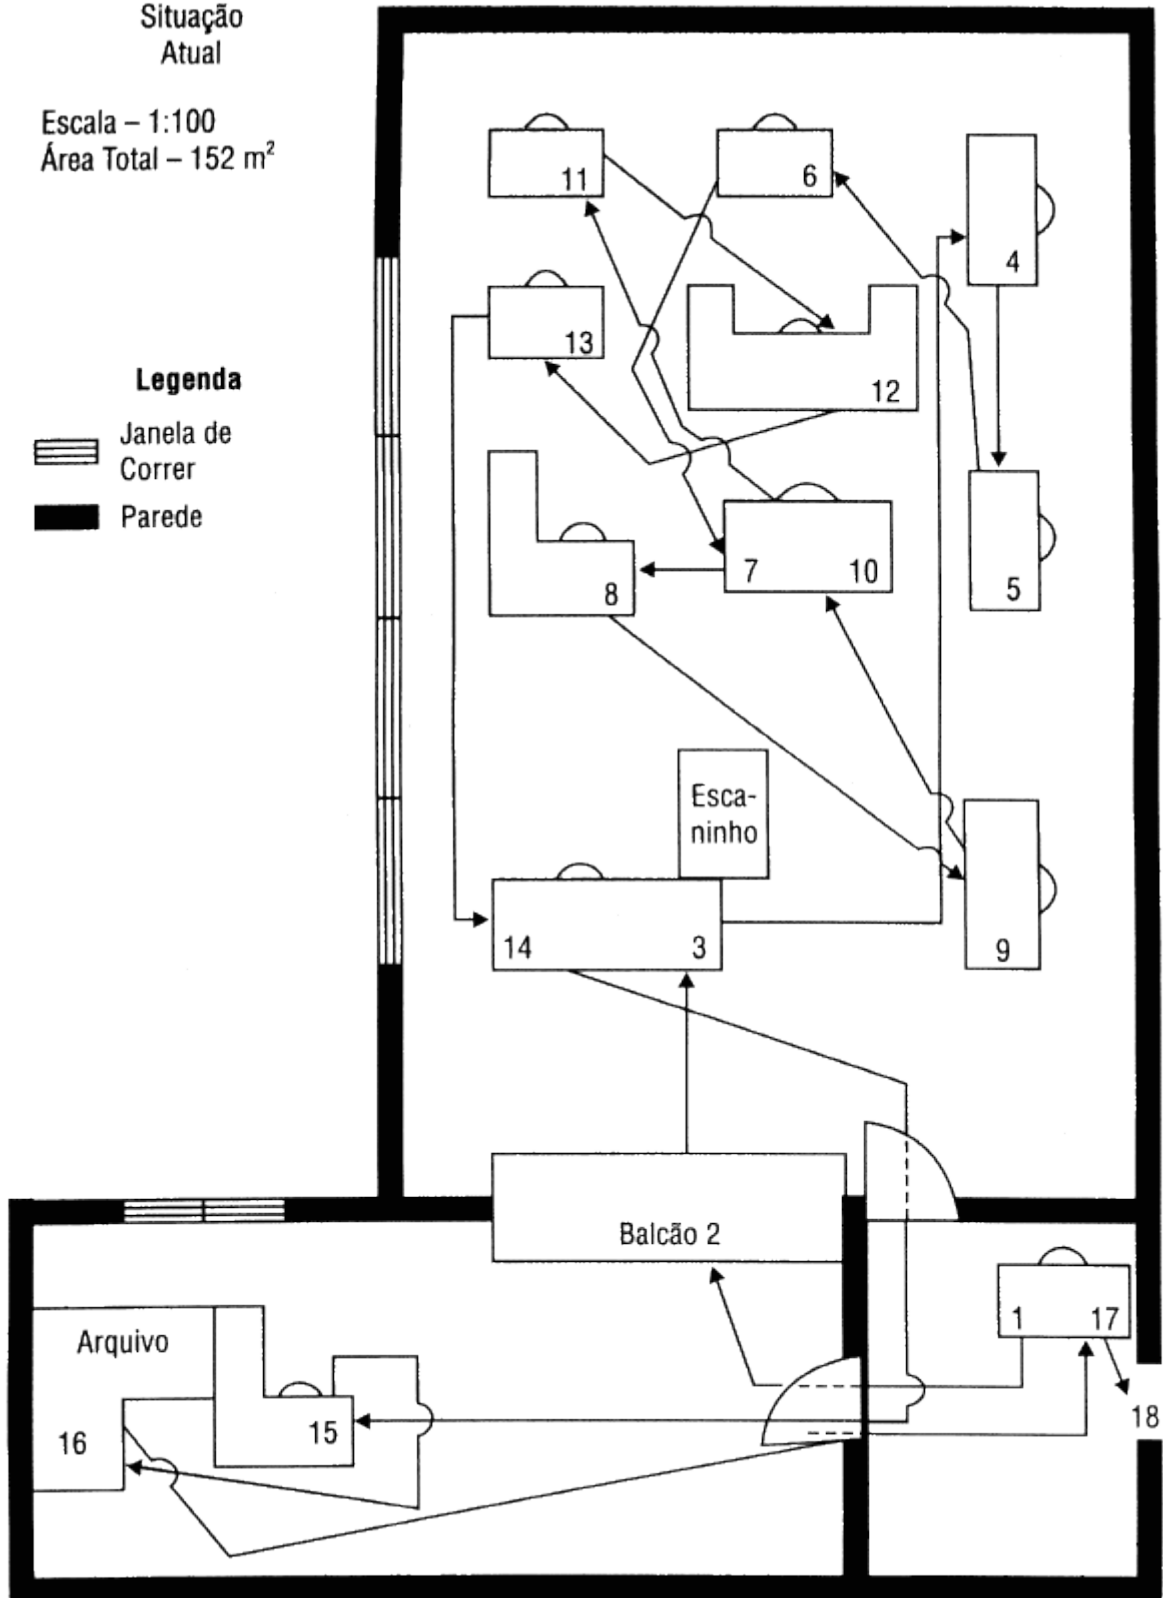 Situação
Atual
Escala – 1:100
Área Total – 152 m²
Legenda
Janela de
Correr
Parede
11
6
4
13
12
8
7
10
5
Esca-
ninho
14
3
9
Balcão 2
1
17
18
Arquivo
15
16